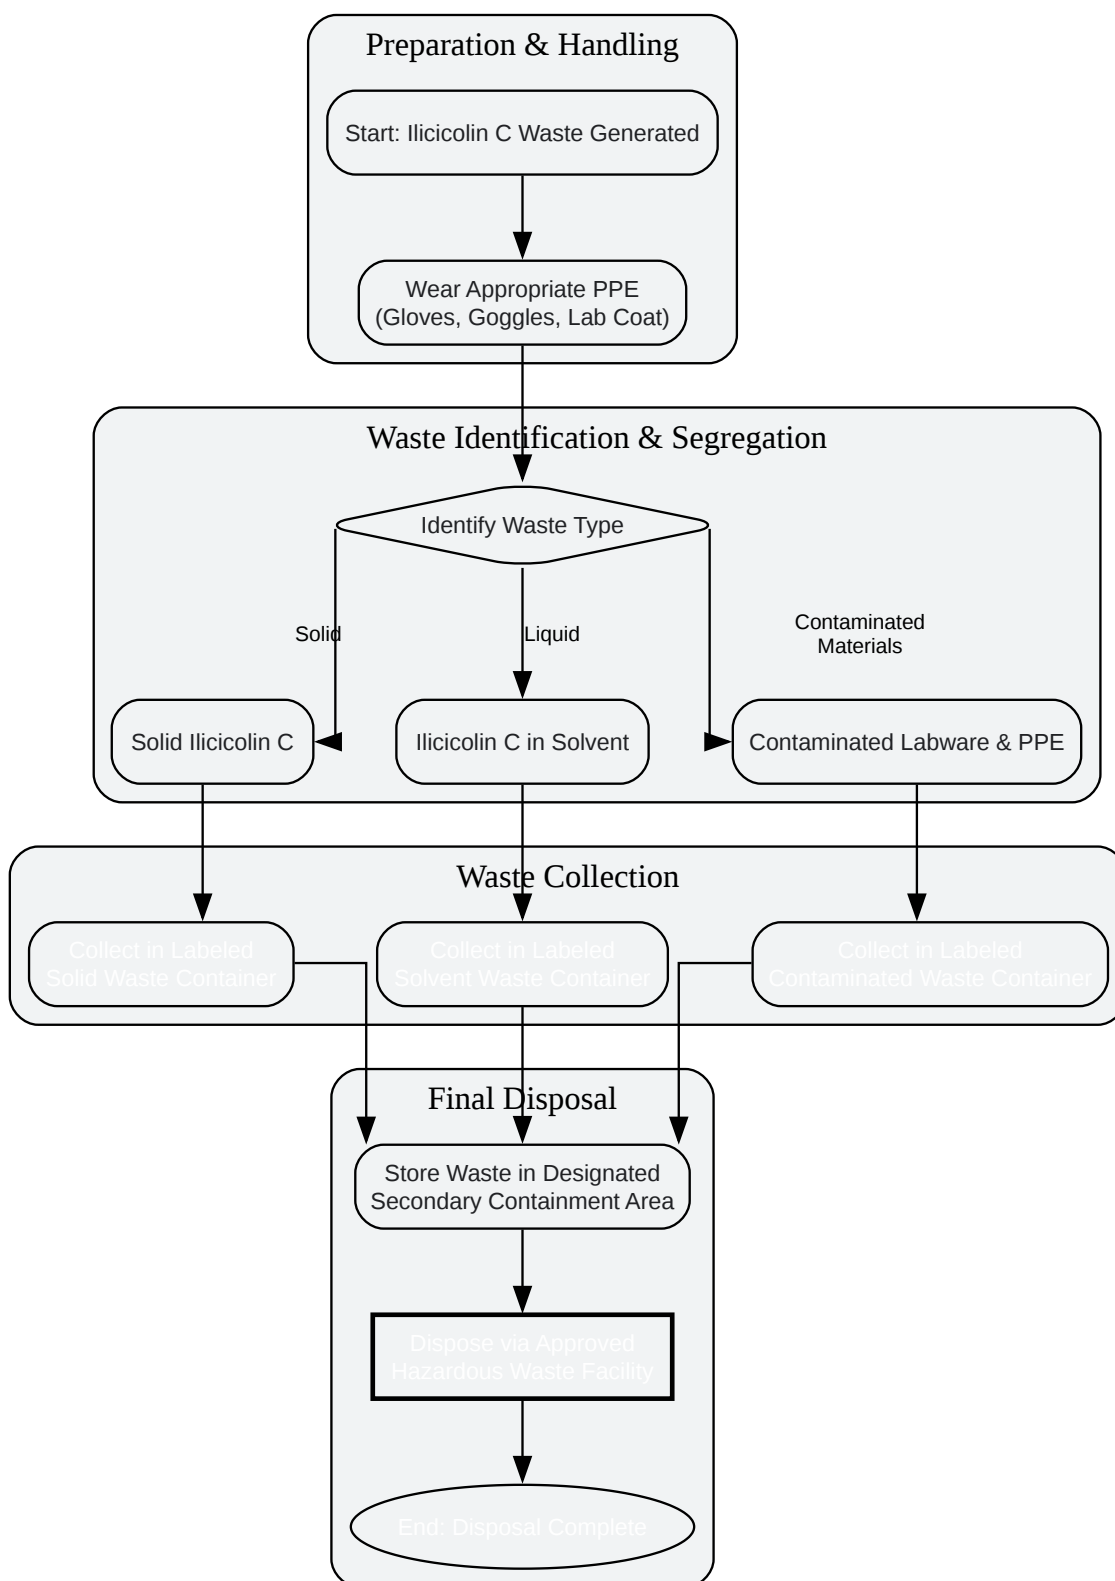 Preparation & Handling
Start: Ilicicolin C Waste Generated
Wear Appropriate PPE
(Gloves, Goggles, Lab Coat)
Waste Identification & Segregation
Identify Waste Type
Solid
Liquid
Contaminated
Materials
Solid Ilicicolin C
Ilicicolin C in Solvent
Contaminated Labware & PPE
Waste Collection
Collect in Labeled
Solid Waste Container
Collect in Labeled
Solvent Waste Container
Collect in Labeled
Contaminated Waste Container
Final Disposal
Store Waste in Designated
Secondary Containment Area
Dispose via Approved
Hazardous Waste Facility
End: Disposal Complete